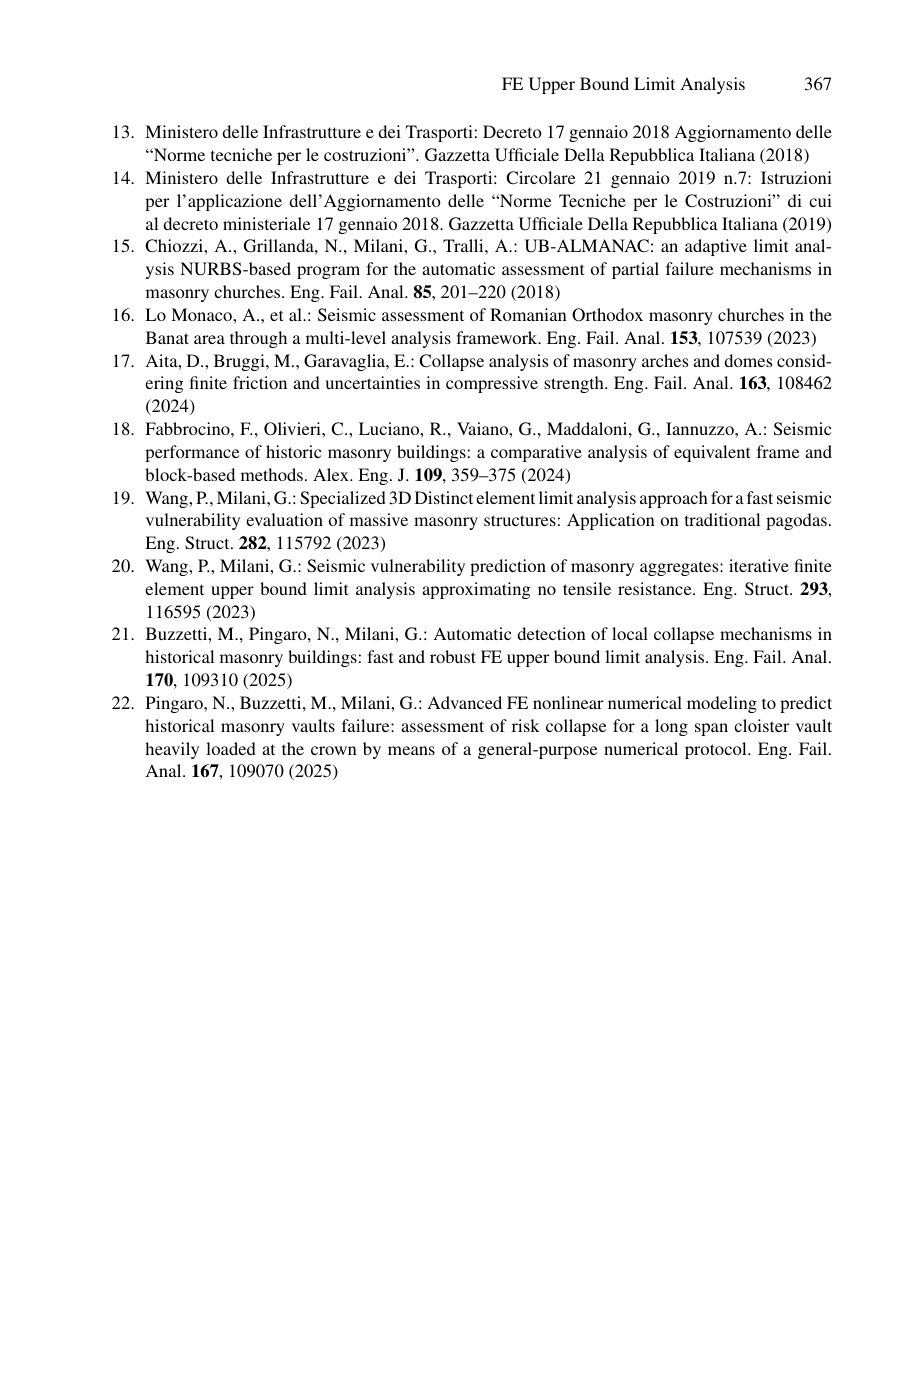 FE Upper Bound Limit Analysis 367
13. Ministero delle Infrastrutture e dei Trasporti: Decreto 17 gennaio 2018 Aggiornamento delle
“Norme tecniche per le costruzioni”. Gazzetta Ufficiale Della Repubblica Italiana (2018)
14. Ministero delle Infrastrutture e dei Trasporti: Circolare 21 gennaio 2019 n.7: Istruzioni
per l’applicazione dell’Aggiornamento delle “Norme Tecniche per le Costruzioni” di cui
al decreto ministeriale 17 gennaio 2018. Gazzetta Ufficiale Della Repubblica Italiana (2019)
15. Chiozzi, A., Grillanda, N., Milani, G., Tralli, A.: UB-ALMANAC: an adaptive limit anal-
ysis NURBS-based program for the automatic assessment of partial failure mechanisms in
masonry churches. Eng. Fail. Anal. 85, 201–220 (2018)
16. Lo Monaco, A., et al.: Seismic assessment of Romanian Orthodox masonry churches in the
Banat area through a multi-level analysis framework. Eng. Fail. Anal. 153, 107539 (2023)
17. Aita, D., Bruggi, M., Garavaglia, E.: Collapse analysis of masonry arches and domes consid-
ering finite friction and uncertainties in compressive strength. Eng. Fail. Anal. 163, 108462
(2024)
18. Fabbrocino, F., Olivieri, C., Luciano, R., Vaiano, G., Maddaloni, G., Iannuzzo, A.: Seismic
performance of historic masonry buildings: a comparative analysis of equivalent frame and
block-based methods. Alex. Eng. J. 109, 359–375 (2024)
19. Wang, P., Milani, G.: Specialized 3D Distinct element limit analysis approach for a fast seismic
vulnerability evaluation of massive masonry structures: Application on traditional pagodas.
Eng. Struct. 282, 115792 (2023)
20. Wang, P., Milani, G.: Seismic vulnerability prediction of masonry aggregates: iterative finite
element upper bound limit analysis approximating no tensile resistance. Eng. Struct. 293,
116595 (2023)
21. Buzzetti, M., Pingaro, N., Milani, G.: Automatic detection of local collapse mechanisms in
historical masonry buildings: fast and robust FE upper bound limit analysis. Eng. Fail. Anal.
170, 109310 (2025)
22. Pingaro, N., Buzzetti, M., Milani, G.: Advanced FE nonlinear numerical modeling to predict
historical masonry vaults failure: assessment of risk collapse for a long span cloister vault
heavily loaded at the crown by means of a general-purpose numerical protocol. Eng. Fail.
Anal. 167, 109070 (2025)